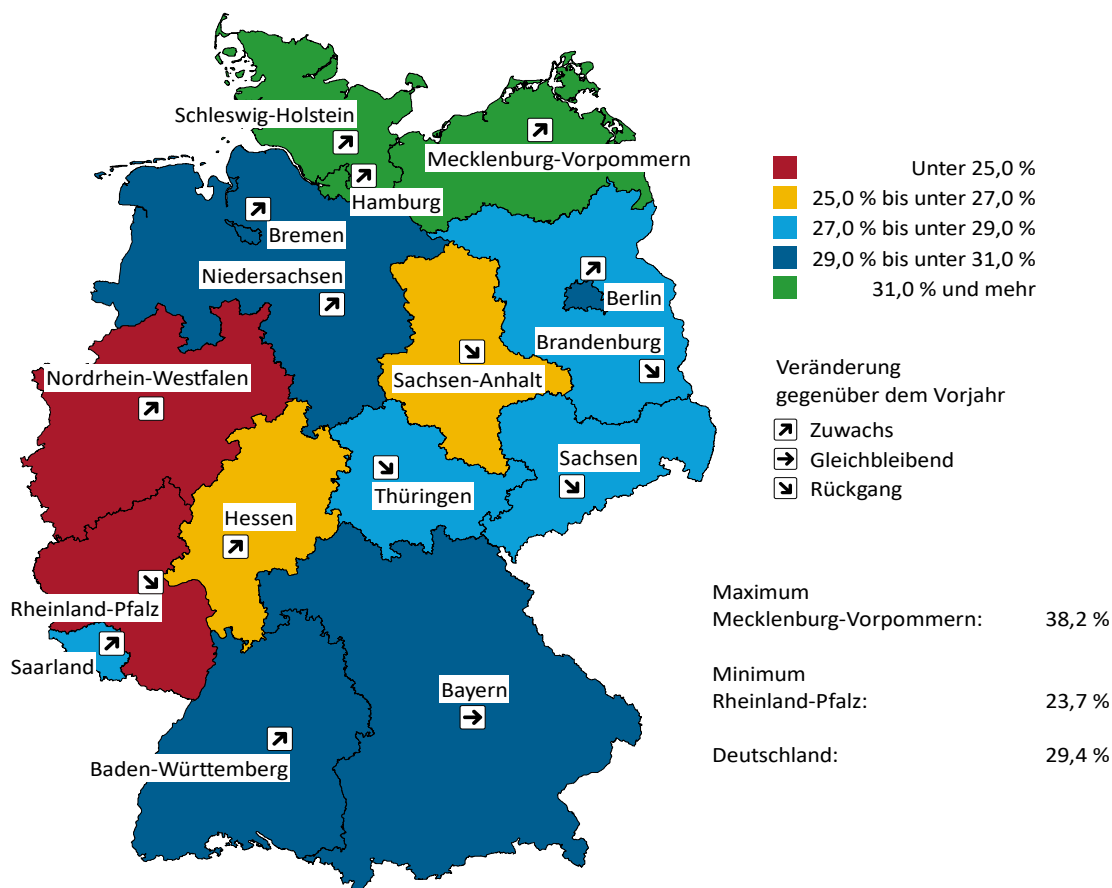 Schleswig-Holstein
Mecklenburg-Vorpommern
Hamburg
Bremen
Niedersachsen
Berlin
Brandenburg
Nordrhein-Westfalen
Sachsen-Anhalt
Sachsen
Thüringen
Hessen
Rheinland-Pfalz
Saarland
Bayern
Baden-Württemberg
Unter 25,0 %
25,0 % bis unter 27,0 %
27,0 % bis unter 29,0 %
29,0 % bis unter 31,0 %
31,0 % und mehr
Veränderung
gegenüber dem Vorjahr
Zuwachs
Gleichbleibend
Rückgang
Maximum
Mecklenburg-Vorpommern: 38,2 %
Minimum
Rheinland-Pfalz: 23,7 %
Deutschland: 29,4 %